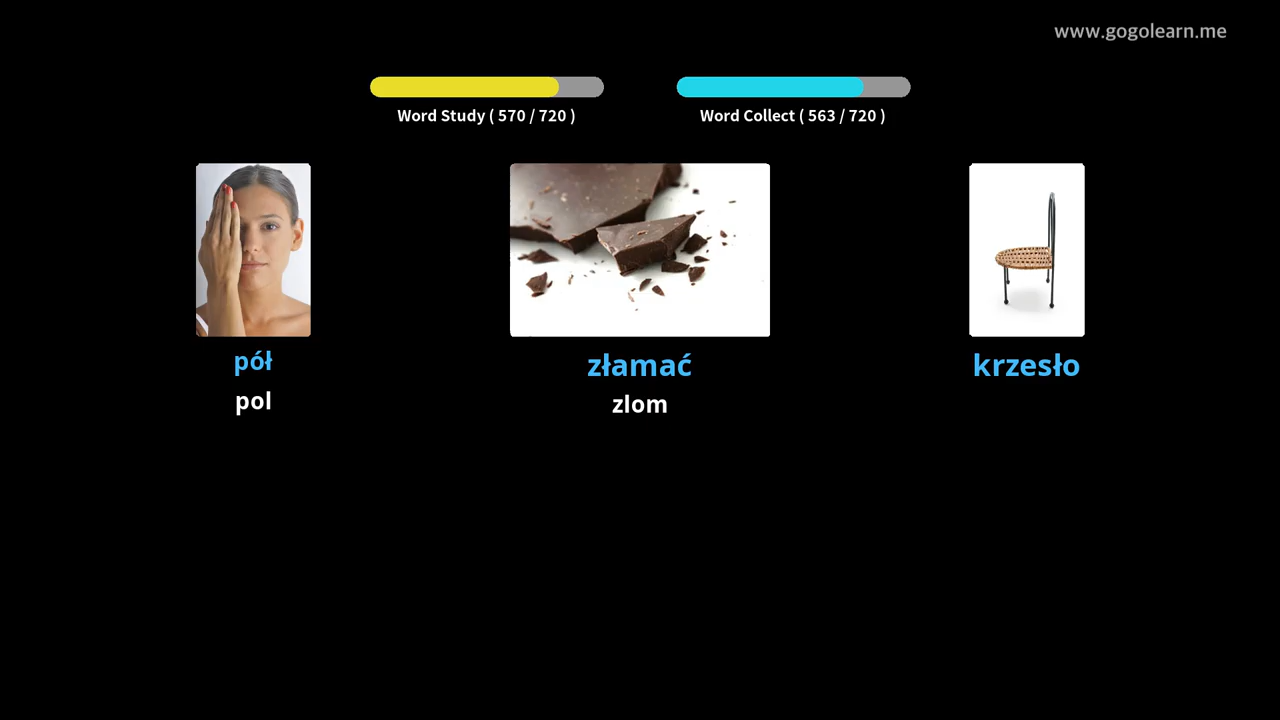 www.gogolearn.me
Word Study ( 570 / 720 )
Word Collect ( 563 / 720 )
pół
złamać
krzesło
pol
zlom